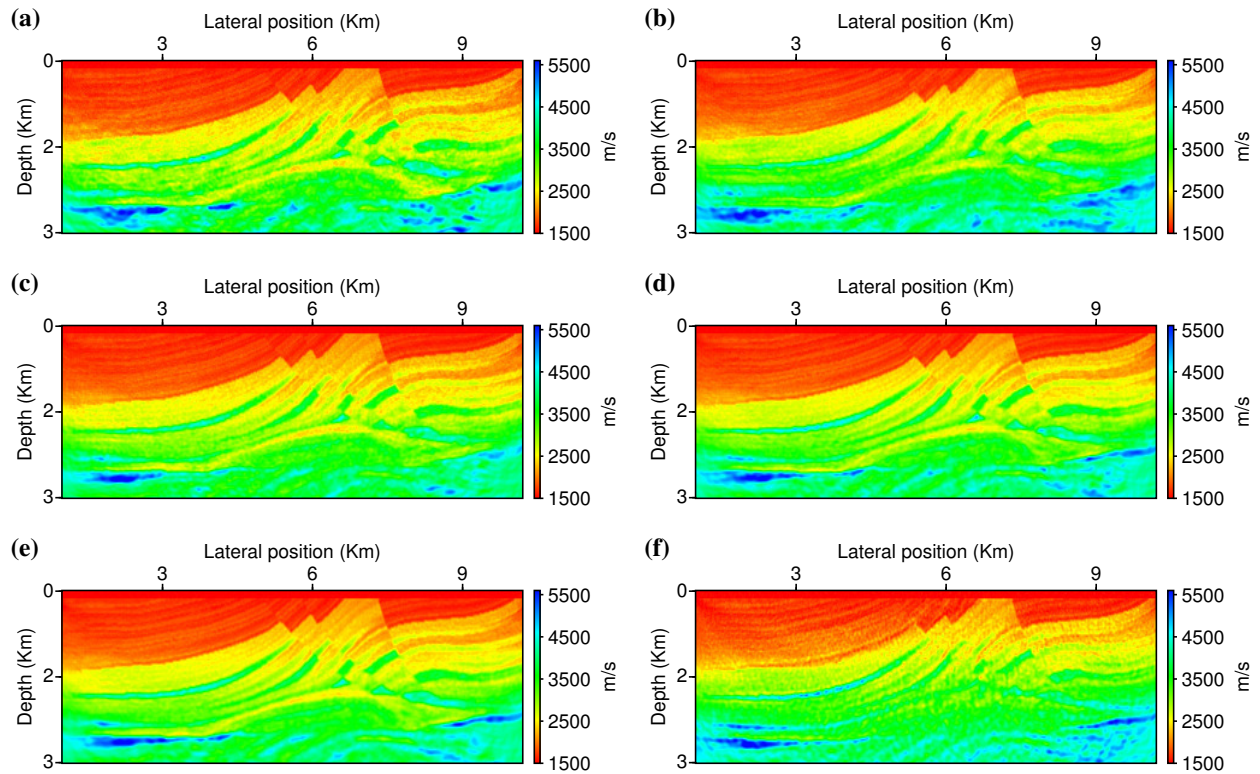 (a) Lateral position (Km)
3 6 9
0
2
3
Depth (Km)
5500
4500
3500
2500
1500
m/s
(b) Lateral position (Km)
3 6 9
0
2
3
Depth (Km)
5500
4500
3500
2500
1500
m/s
(c) Lateral position (Km)
3 6 9
0
2
3
Depth (Km)
5500
4500
3500
2500
1500
m/s
(d) Lateral position (Km)
3 6 9
0
2
3
Depth (Km)
5500
4500
3500
2500
1500
m/s
(e) Lateral position (Km)
3 6 9
0
2
3
Depth (Km)
5500
4500
3500
2500
1500
m/s
(f) Lateral position (Km)
3 6 9
0
2
3
Depth (Km)
5500
4500
3500
2500
1500
m/s